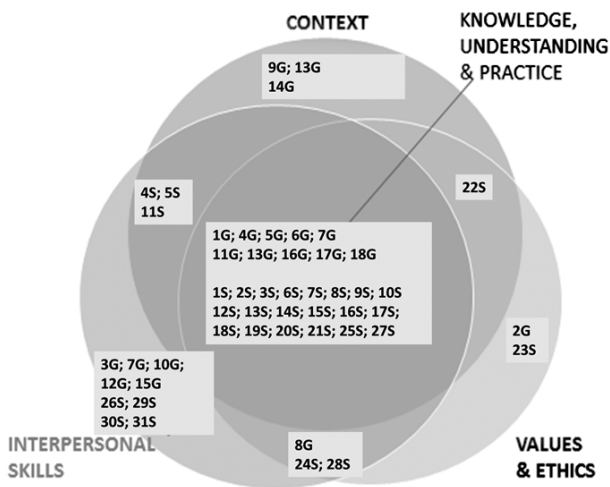 CONTEXT
KNOWLEDGE,
UNDERSTANDING
& PRACTICE
9G; 13G
14G
4S; 5S
11S
22S
1G; 4G; 5G; 6G; 7G
11G; 13G; 16G; 17G; 18G
1S; 2S; 3S; 6S; 7S; 8S; 9S; 10S
12S; 13S; 14S; 15S; 16S; 17S;
18S; 19S; 20S; 21S; 25S; 27S
2G
23S
3G; 7G; 10G;
12G; 15G
26S; 29S
30S; 31S
8G
24S; 28S
INTERPERSONAL
SKILLS
VALUES
& ETHICS